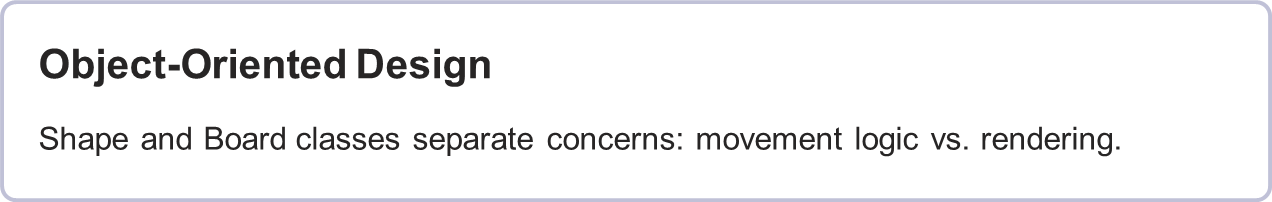 Object-Oriented Design
Shape and Board classes separate concerns: movement logic vs. rendering.